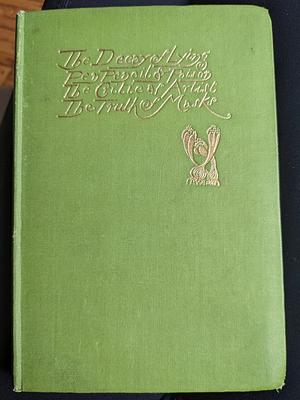 The Decay of Lying
Pen Pencil & Poison
The Critic as Artist
The Truth of Masks